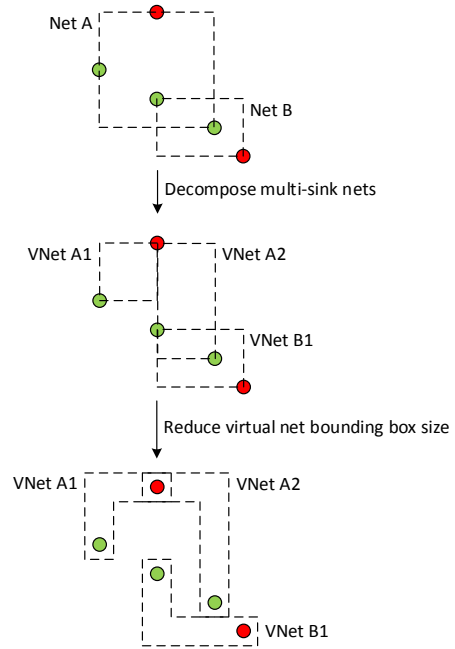 Net A
Net B
Decompose multi-sink nets
VNet A1
VNet A2
VNet B1
Reduce virtual net bounding box size
VNet A1
VNet A2
VNet B1